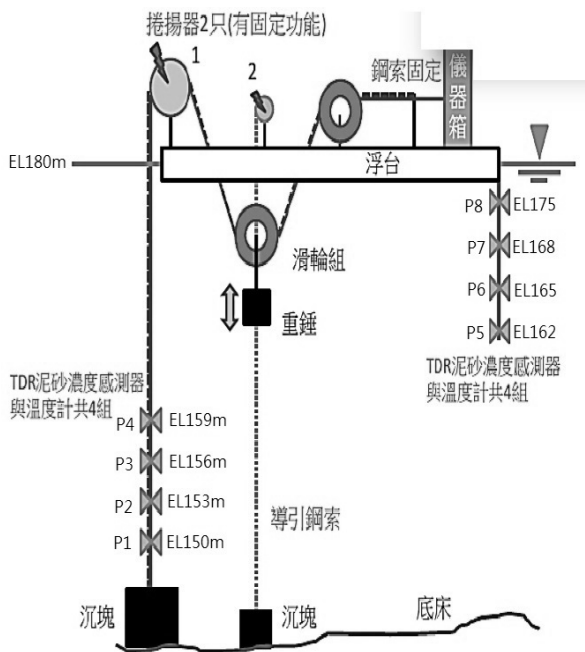 捲揚器2只(有固定功能)
1
2
鋼索固定
儀器箱
EL180m
浮台
P8 EL175
P7 EL168
P6 EL165
P5 EL162
滑輪組
重錘
TDR泥砂濃度感測器
與溫度計共4組
TDR泥砂濃度感測器
與溫度計共4組
P4 EL159m
P3 EL156m
P2 EL153m
P1 EL150m
導引鋼索
沉塊
沉塊
底床